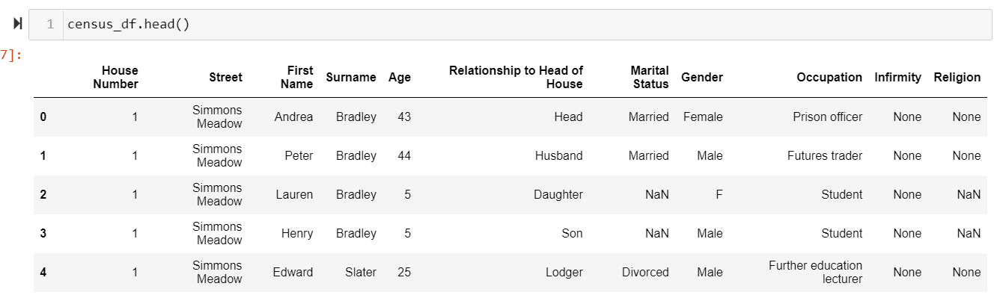 1 census_df.head()
7]:
House Number Street First Name Surname Age Relationship to Head of House Marital Status Gender Occupation Infirmity Religion
0 1 Simmons Meadow Andrea Bradley 43 Head Married Female Prison officer None None
1 1 Simmons Meadow Peter Bradley 44 Husband Married Male Futures trader None None
2 1 Simmons Meadow Lauren Bradley 5 Daughter NaN F Student None NaN
3 1 Simmons Meadow Henry Bradley 5 Son NaN Male Student None NaN
4 1 Simmons Meadow Edward Slater 25 Lodger Divorced Male Further education lecturer None None